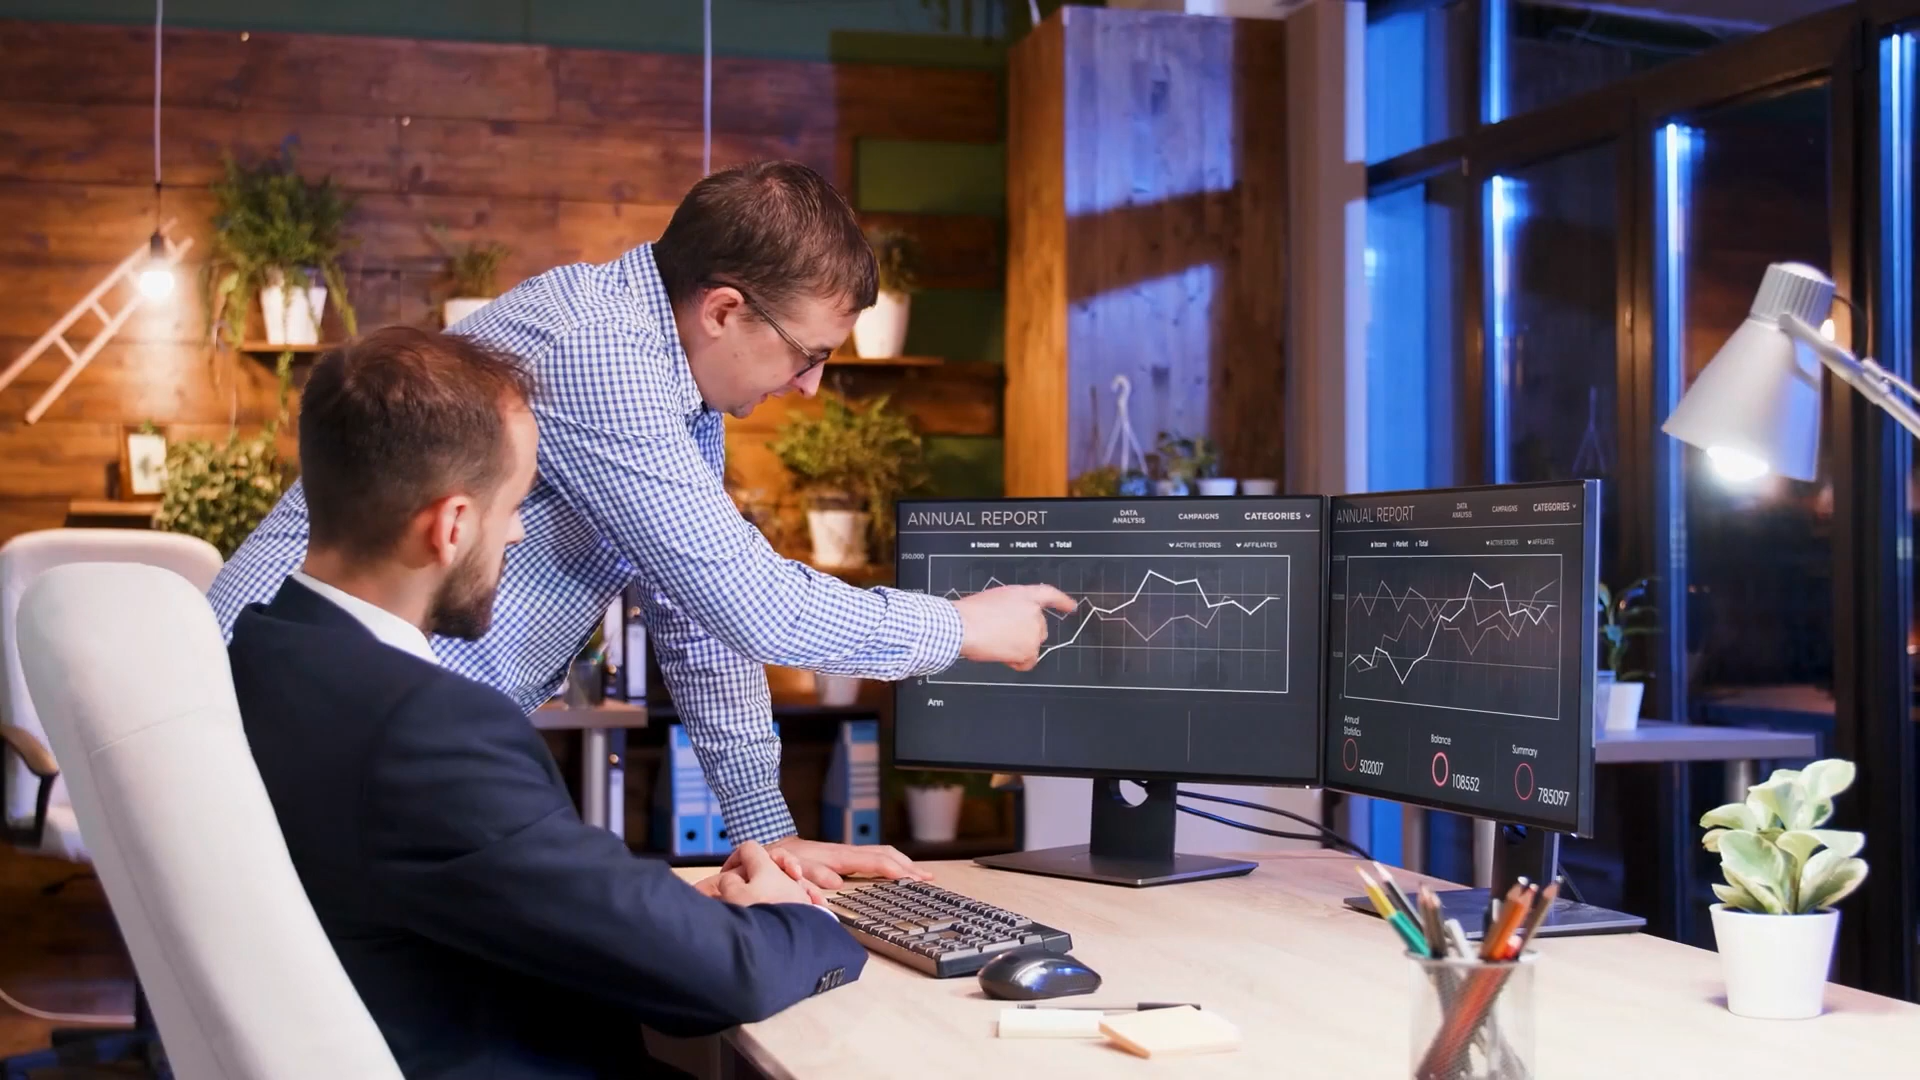 ANNUAL REPORT
DATA
ANALYSIS
CAMPAIGNS
CATEGORIES
Income Market Total
ACTIVE STORES AFFILIATES
250,000
0
Ann
ANNUAL REPORT
DATA
ANALYSIS
CAMPAIGNS
CATEGORIES
Income Market Total
ACTIVE STORES AFFILIATES
0
Annual
Statistics
502007
Balance
108552
Summary
785097